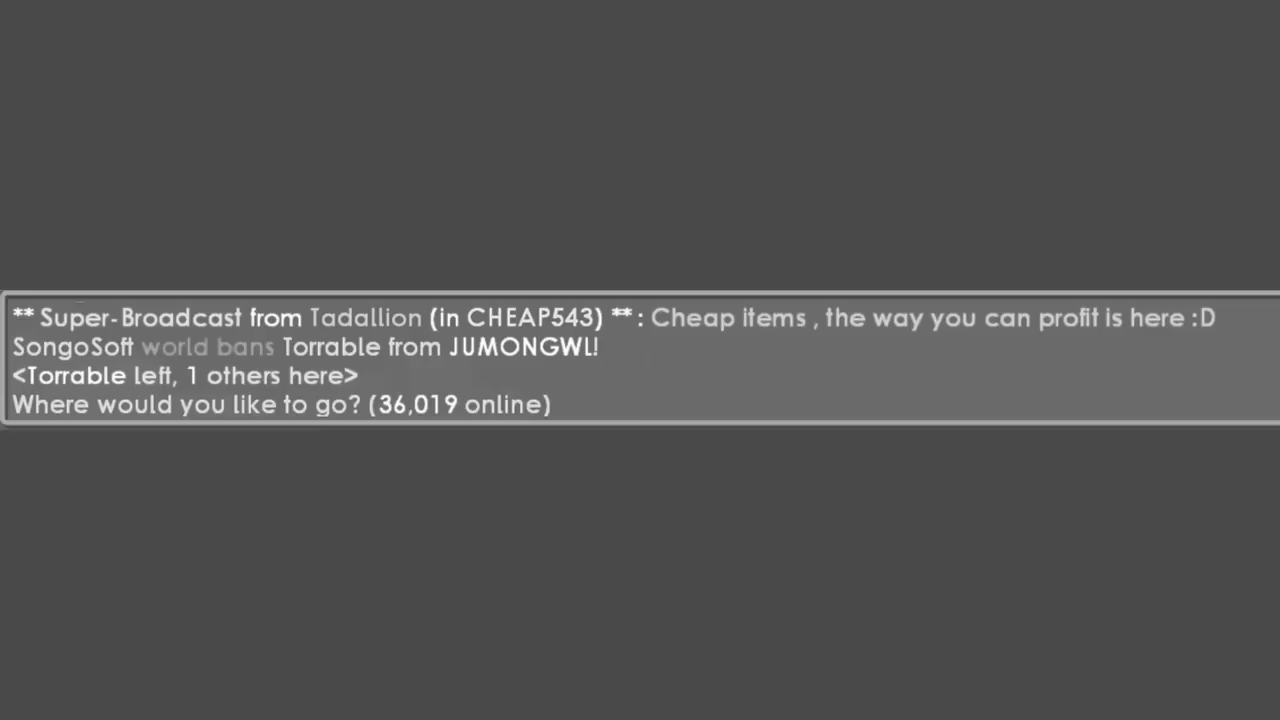 ** Super-Broadcast from Tadallion (in CHEAP543) ** : Cheap items , the way you can profit is here :D
SongoSoft world bans Torrable from JUMONGWL!
<Torrable left, 1 others here>
Where would you like to go? (36,019 online)